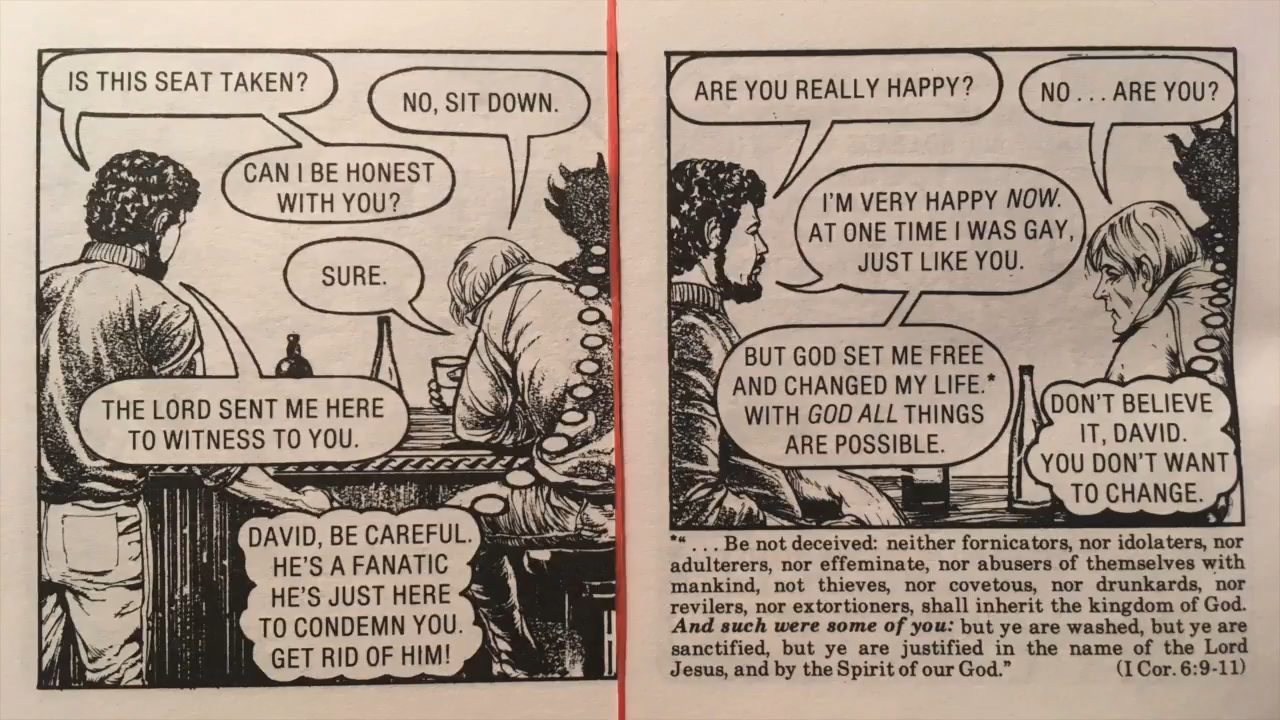 IS THIS SEAT TAKEN?
NO, SIT DOWN.
CAN I BE HONEST
WITH YOU?
SURE.
THE LORD SENT ME HERE
TO WITNESS TO YOU.
DAVID, BE CAREFUL.
HE'S A FANATIC
HE'S JUST HERE
TO CONDEMN YOU.
GET RID OF HIM!
ARE YOU REALLY HAPPY?
NO ... ARE YOU?
I'M VERY HAPPY NOW.
AT ONE TIME I WAS GAY,
JUST LIKE YOU.
BUT GOD SET ME FREE
AND CHANGED MY LIFE.*
WITH GOD ALL THINGS
ARE POSSIBLE.
DON'T BELIEVE
IT, DAVID.
YOU DON'T WANT
TO CHANGE.
*“ ... Be not deceived: neither fornicators, nor idolaters, nor
adulterers, nor effeminate, nor abusers of themselves with
mankind, not thieves, nor covetous, nor drunkards, nor
revilers, nor extortioners, shall inherit the kingdom of God.
And such were some of you: but ye are washed, but ye are
sanctified, but ye are justified in the name of the Lord
Jesus, and by the Spirit of our God.” (I Cor. 6:9-11)